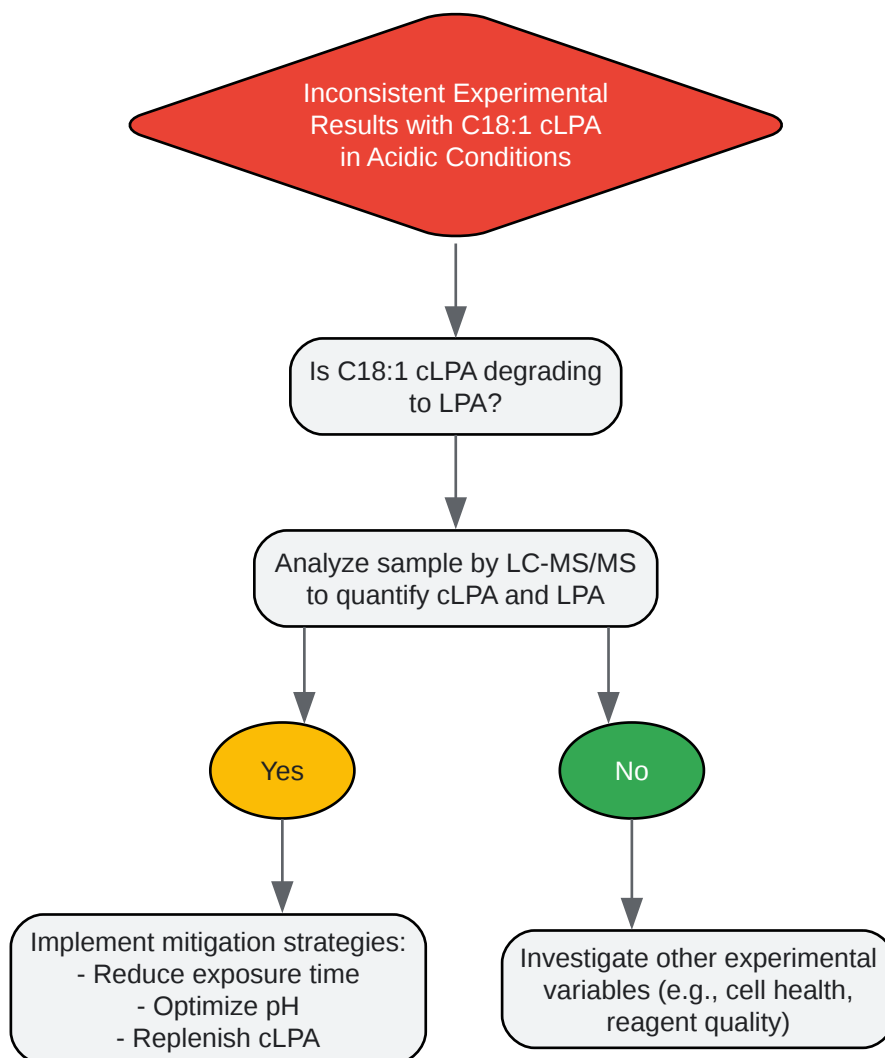 Inconsistent Experimental
Results with C18:1 cLPA
in Acidic Conditions
Is C18:1 cLPA degrading
to LPA?
Analyze sample by LC-MS/MS
to quantify cLPA and LPA
Yes
No
Implement mitigation strategies:
- Reduce exposure time
- Optimize pH
- Replenish cLPA
Investigate other experimental
variables (e.g., cell health,
reagent quality)